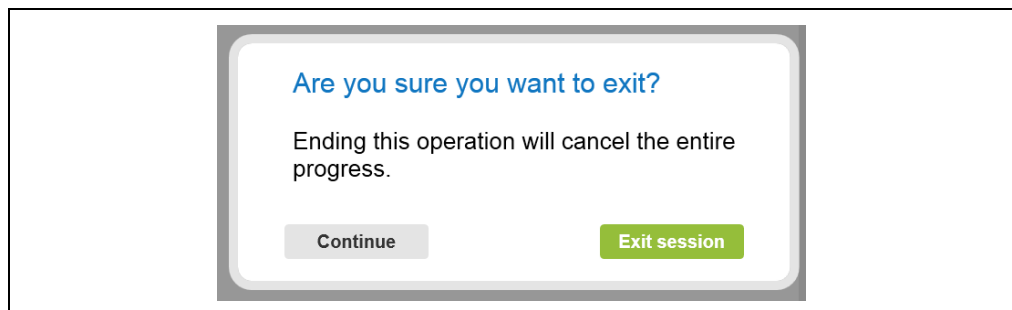 Are you sure you want to exit?
Ending this operation will cancel the entire
progress.
Continue
Exit session